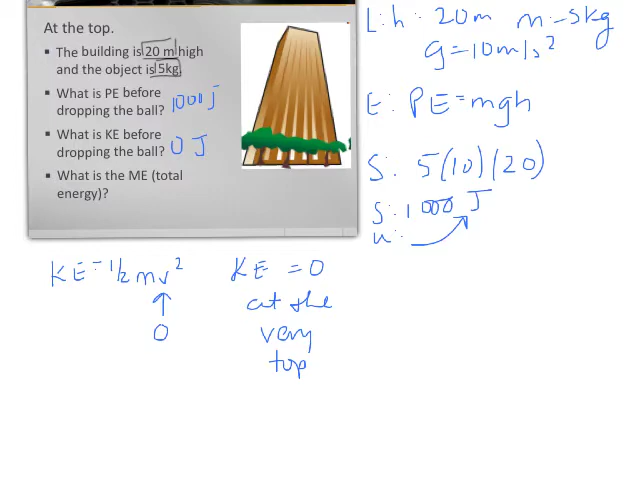 At the top.
The building is 20 m high
and the object is 5kg.
What is PE before
dropping the ball? 1000 J
What is KE before
dropping the ball? 0 J
What is the ME (total
energy)?
L: h: 20m m-5kg
g=10m/s²
E: PE=mgh
S: 5(10)(20)
S: 1000 J
u:
KE=1/2mv²
0
KE=0
at the
very
top